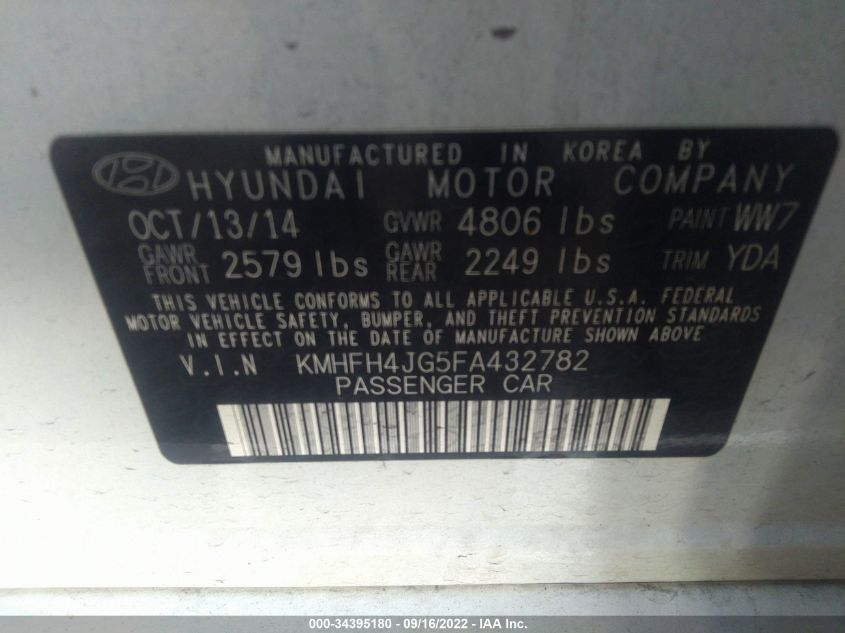 MANUFACTURED IN KOREA BY
HYUNDAI MOTOR COMPANY
OCT/13/14 GVWR 4806 lbs PAINT WW7
GAWR FRONT 2579 lbs GAWR REAR 2249 lbs TRIM YDA
THIS VEHICLE CONFORMS TO ALL APPLICABLE U.S.A. FEDERAL
MOTOR VEHICLE SAFETY, BUMPER, AND THEFT PREVENTION STANDARDS
IN EFFECT ON THE DATE OF MANUFACTURE SHOWN ABOVE
V.I.N KMHFH4JG5FA432782
PASSENGER CAR
000-34395180 - 09/16/2022 - IAA Inc.